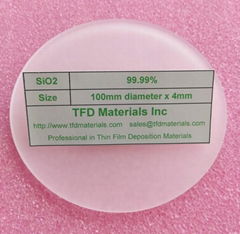 SiO2 99.99%
Size 100mm diameter x 4mm
TFD Materials Inc
http://www.tfdmaterials.com sales@tfdmaterials.com
Professional in Thin Film Deposition Materials